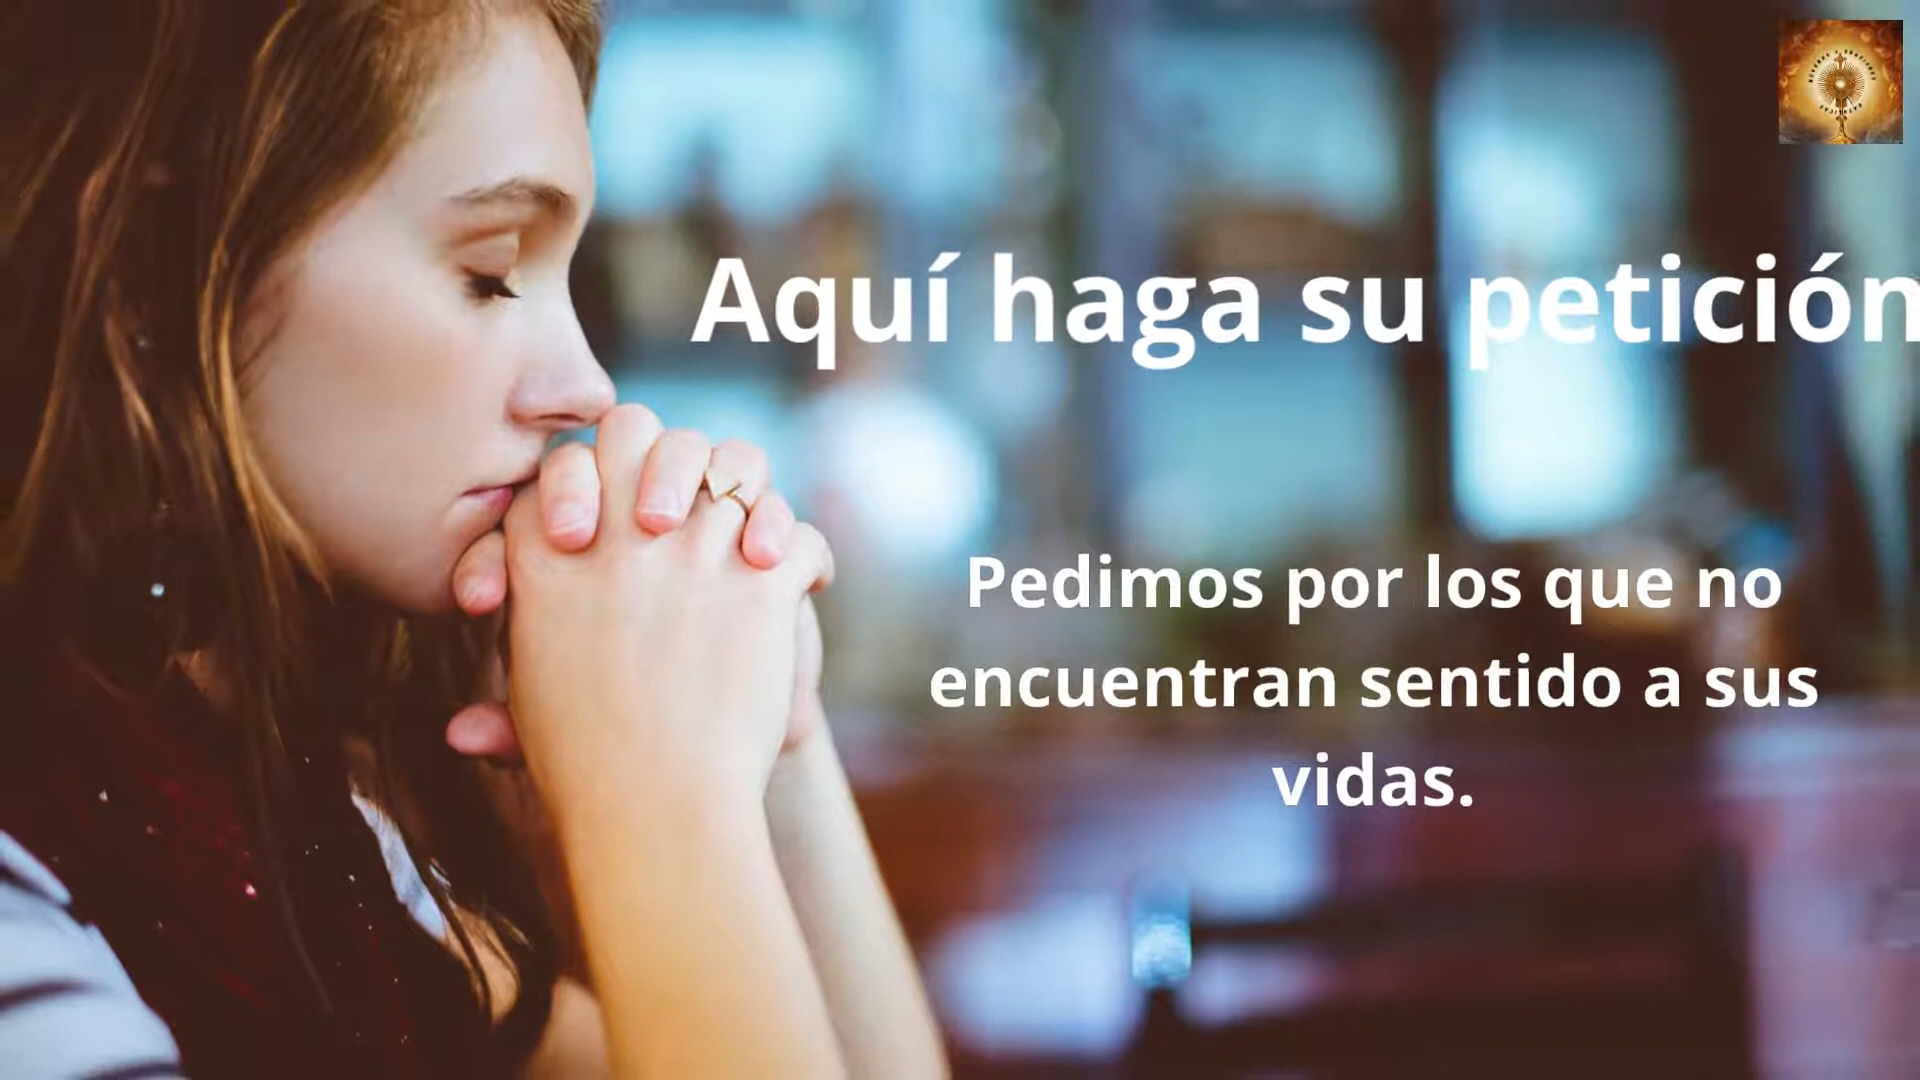 Aquí haga su petición
Pedimos por los que no
encuentran sentido a sus
vidas.